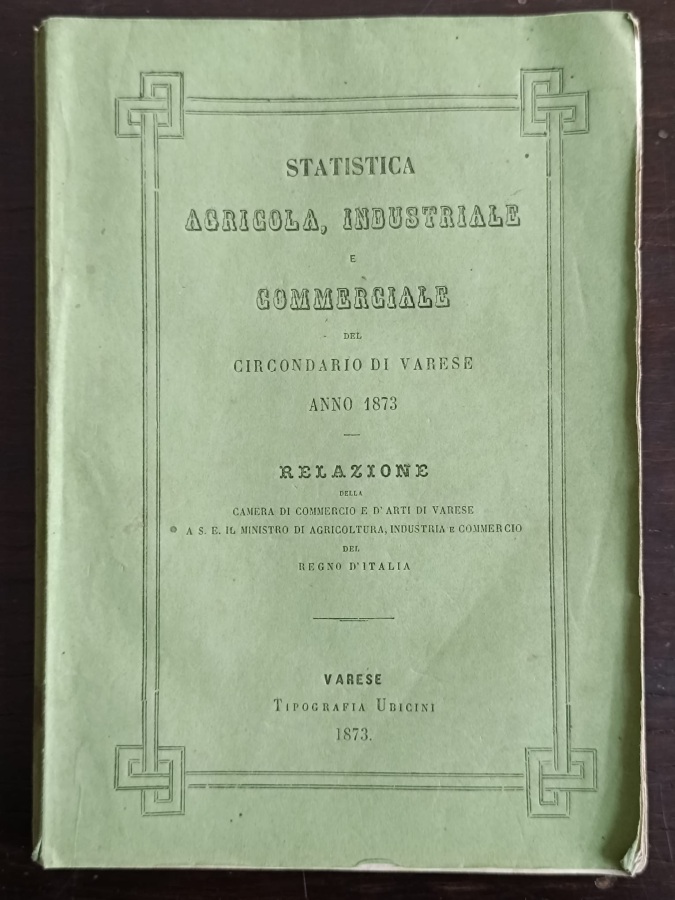 STATISTICA
AGRICOLA, INDUSTRIALE
E
COMMERCIALE
DEL
CIRCONDARIO DI VARESE
ANNO 1873
RELAZIONE
DELLA
CAMERA DI COMMERCIO E D'ARTI DI VARESE
A S. E. IL MINISTRO DI AGRICOLTURA, INDUSTRIA E COMMERCIO
DEL
REGNO D'ITALIA
VARESE
TIPOGRAFIA UBICINI
1873.